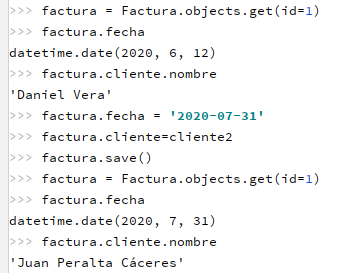 >>> factura = Factura.objects.get(id=1)
>>> factura.fecha
datetime.date(2020, 6, 12)
>>> factura.cliente.nombre
'Daniel Vera'
>>> factura.fecha = '2020-07-31'
>>> factura.cliente=cliente2
>>> factura.save()
>>> factura = Factura.objects.get(id=1)
>>> factura.fecha
datetime.date(2020, 7, 31)
>>> factura.cliente.nombre
'Juan Peralta Cáceres'